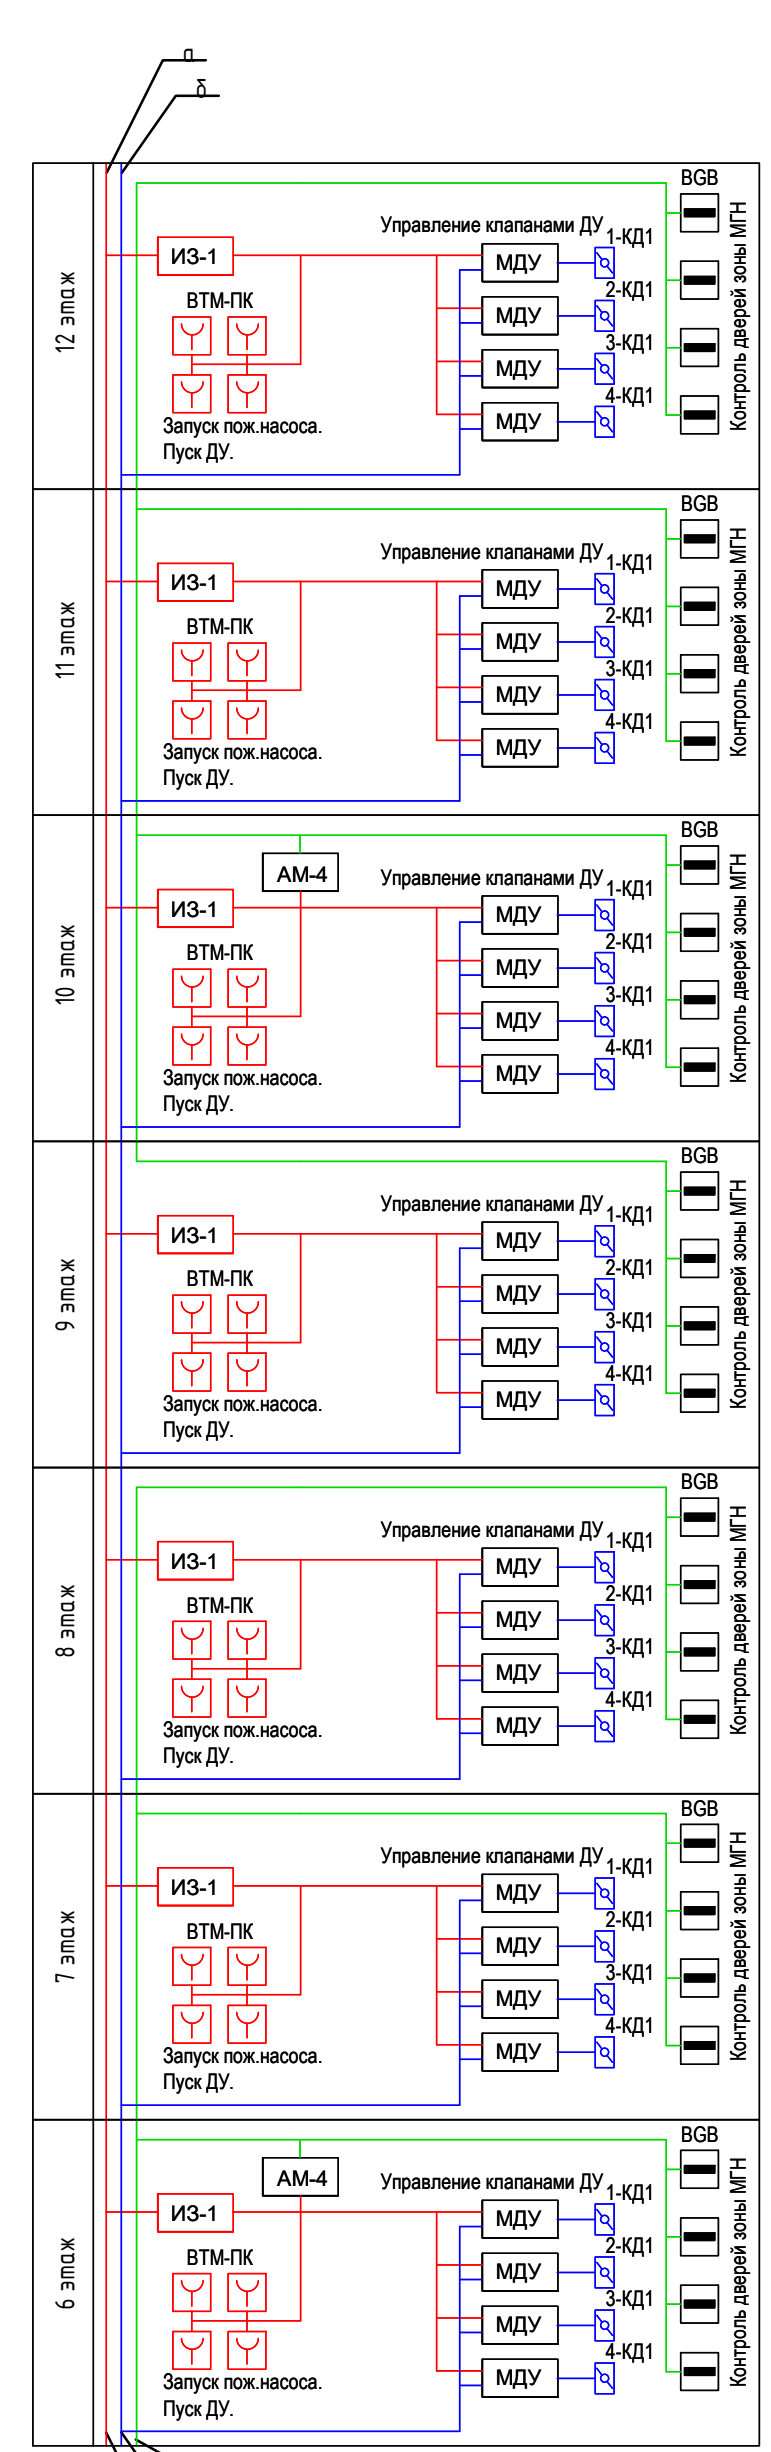 а
б
12 этаж
BGB
Управление клапанами ДУ
1-КД1
ИЗ-1
МДУ
ВТМ-ПК
2-КД1
МДУ
3-КД1
МДУ
4-КД1
МДУ
Запуск пож.насоса.
Пуск ДУ.
Контроль дверей зоны МГН
11 этаж
BGB
Управление клапанами ДУ
1-КД1
ИЗ-1
МДУ
ВТМ-ПК
2-КД1
МДУ
3-КД1
МДУ
4-КД1
МДУ
Запуск пож.насоса.
Пуск ДУ.
Контроль дверей зоны МГН
10 этаж
BGB
АМ-4
Управление клапанами ДУ
1-КД1
ИЗ-1
МДУ
ВТМ-ПК
2-КД1
МДУ
3-КД1
МДУ
4-КД1
МДУ
Запуск пож.насоса.
Пуск ДУ.
Контроль дверей зоны МГН
9 этаж
BGB
Управление клапанами ДУ
1-КД1
ИЗ-1
МДУ
ВТМ-ПК
2-КД1
МДУ
3-КД1
МДУ
4-КД1
МДУ
Запуск пож.насоса.
Пуск ДУ.
Контроль дверей зоны МГН
8 этаж
BGB
Управление клапанами ДУ
1-КД1
ИЗ-1
МДУ
ВТМ-ПК
2-КД1
МДУ
3-КД1
МДУ
4-КД1
МДУ
Запуск пож.насоса.
Пуск ДУ.
Контроль дверей зоны МГН
7 этаж
BGB
Управление клапанами ДУ
1-КД1
ИЗ-1
МДУ
ВТМ-ПК
2-КД1
МДУ
3-КД1
МДУ
4-КД1
МДУ
Запуск пож.насоса.
Пуск ДУ.
Контроль дверей зоны МГН
6 этаж
BGB
АМ-4
Управление клапанами ДУ
1-КД1
ИЗ-1
МДУ
ВТМ-ПК
2-КД1
МДУ
3-КД1
МДУ
4-КД1
МДУ
Запуск пож.насоса.
Пуск ДУ.
Контроль дверей зоны МГН